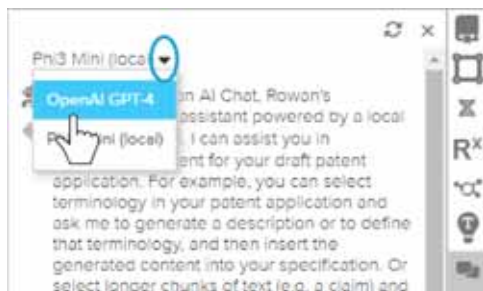 Phi3 Mini (loca
OpenAI GPT-4
n AI Chat, Rowan's
assistant powered by a local
Mini (local)
. I can assist you in
ent for your draft patent
application. For example, you can select
terminology in your patent application and
ask me to generate a description or to define
that terminology, and then insert the
generated content into your specification. Or
select longer chunks of text (e.g. a claim) and
X
Rx
T